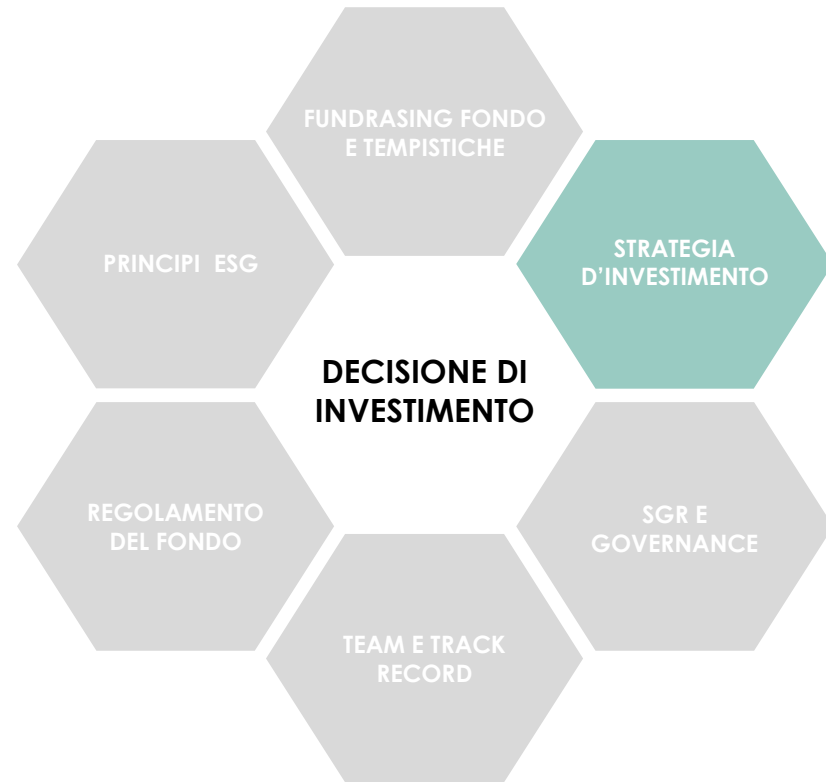 FUNDRASING FONDO
E TEMPISTICHE
STRATEGIA
D’INVESTIMENTO
PRINCIPI ESG
DECISIONE DI
INVESTIMENTO
REGOLAMENTO
DEL FONDO
SGR E
GOVERNANCE
TEAM E TRACK
RECORD